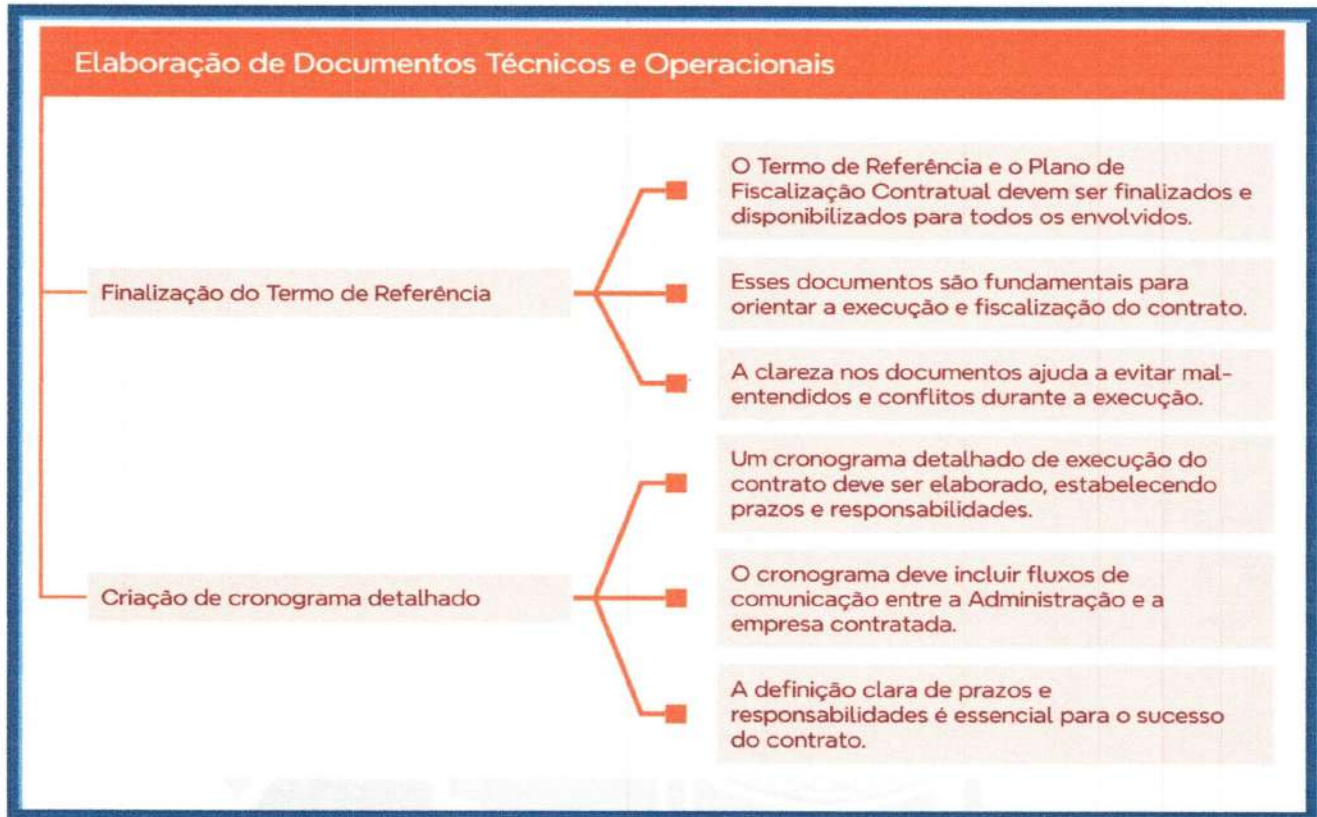 Elaboração de Documentos Técnicos e Operacionais
Finalização do Termo de Referência
O Termo de Referência e o Plano de
Fiscalização Contratual devem ser finalizados e
disponibilizados para todos os envolvidos.
Esses documentos são fundamentais para
orientar a execução e fiscalização do contrato.
A clareza nos documentos ajuda a evitar mal-
entendidos e conflitos durante a execução.
Criação de cronograma detalhado
Um cronograma detalhado de execução do
contrato deve ser elaborado, estabelecendo
prazos e responsabilidades.
O cronograma deve incluir fluxos de
comunicação entre a Administração e a
empresa contratada.
A definição clara de prazos e
responsabilidades é essencial para o sucesso
do contrato.